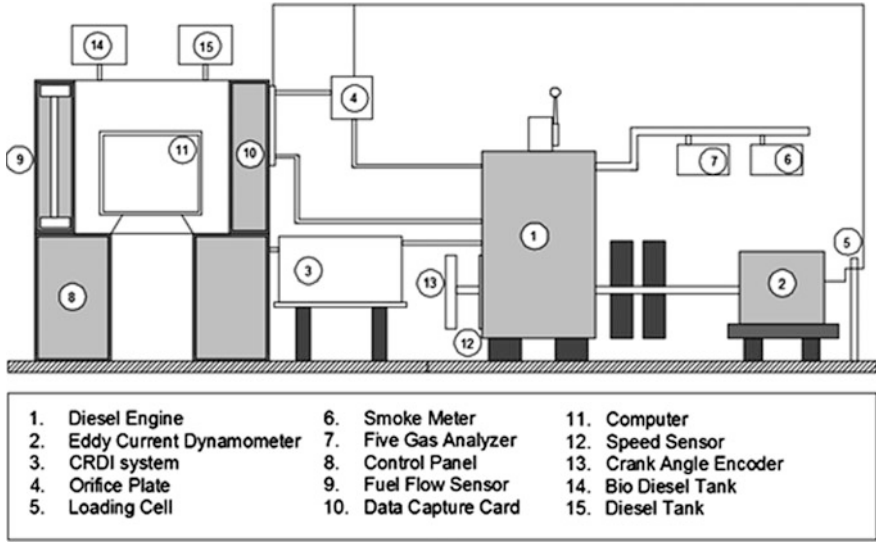 14
15
4
9
11
10
7
6
1
5
3
13
2
8
12
1. Diesel Engine
2. Eddy Current Dynamometer
3. CRDI system
4. Orifice Plate
5. Loading Cell
6. Smoke Meter
7. Five Gas Analyzer
8. Control Panel
9. Fuel Flow Sensor
10. Data Capture Card
11. Computer
12. Speed Sensor
13. Crank Angle Encoder
14. Bio Diesel Tank
15. Diesel Tank